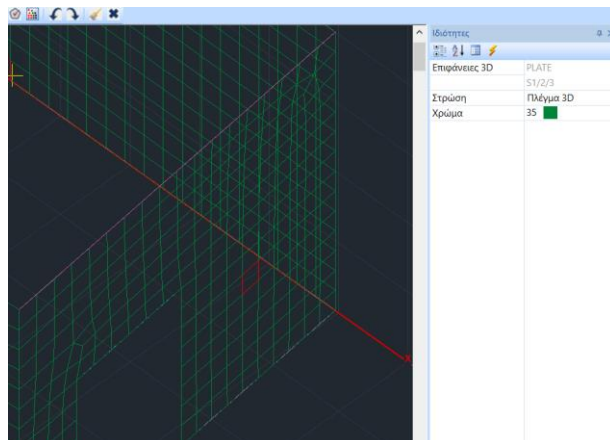 Ιδιότητες
Επιφάνειες 3D PLATE
S1/2/3
Στρώση Πλέγμα 3D
Χρώμα 35
x